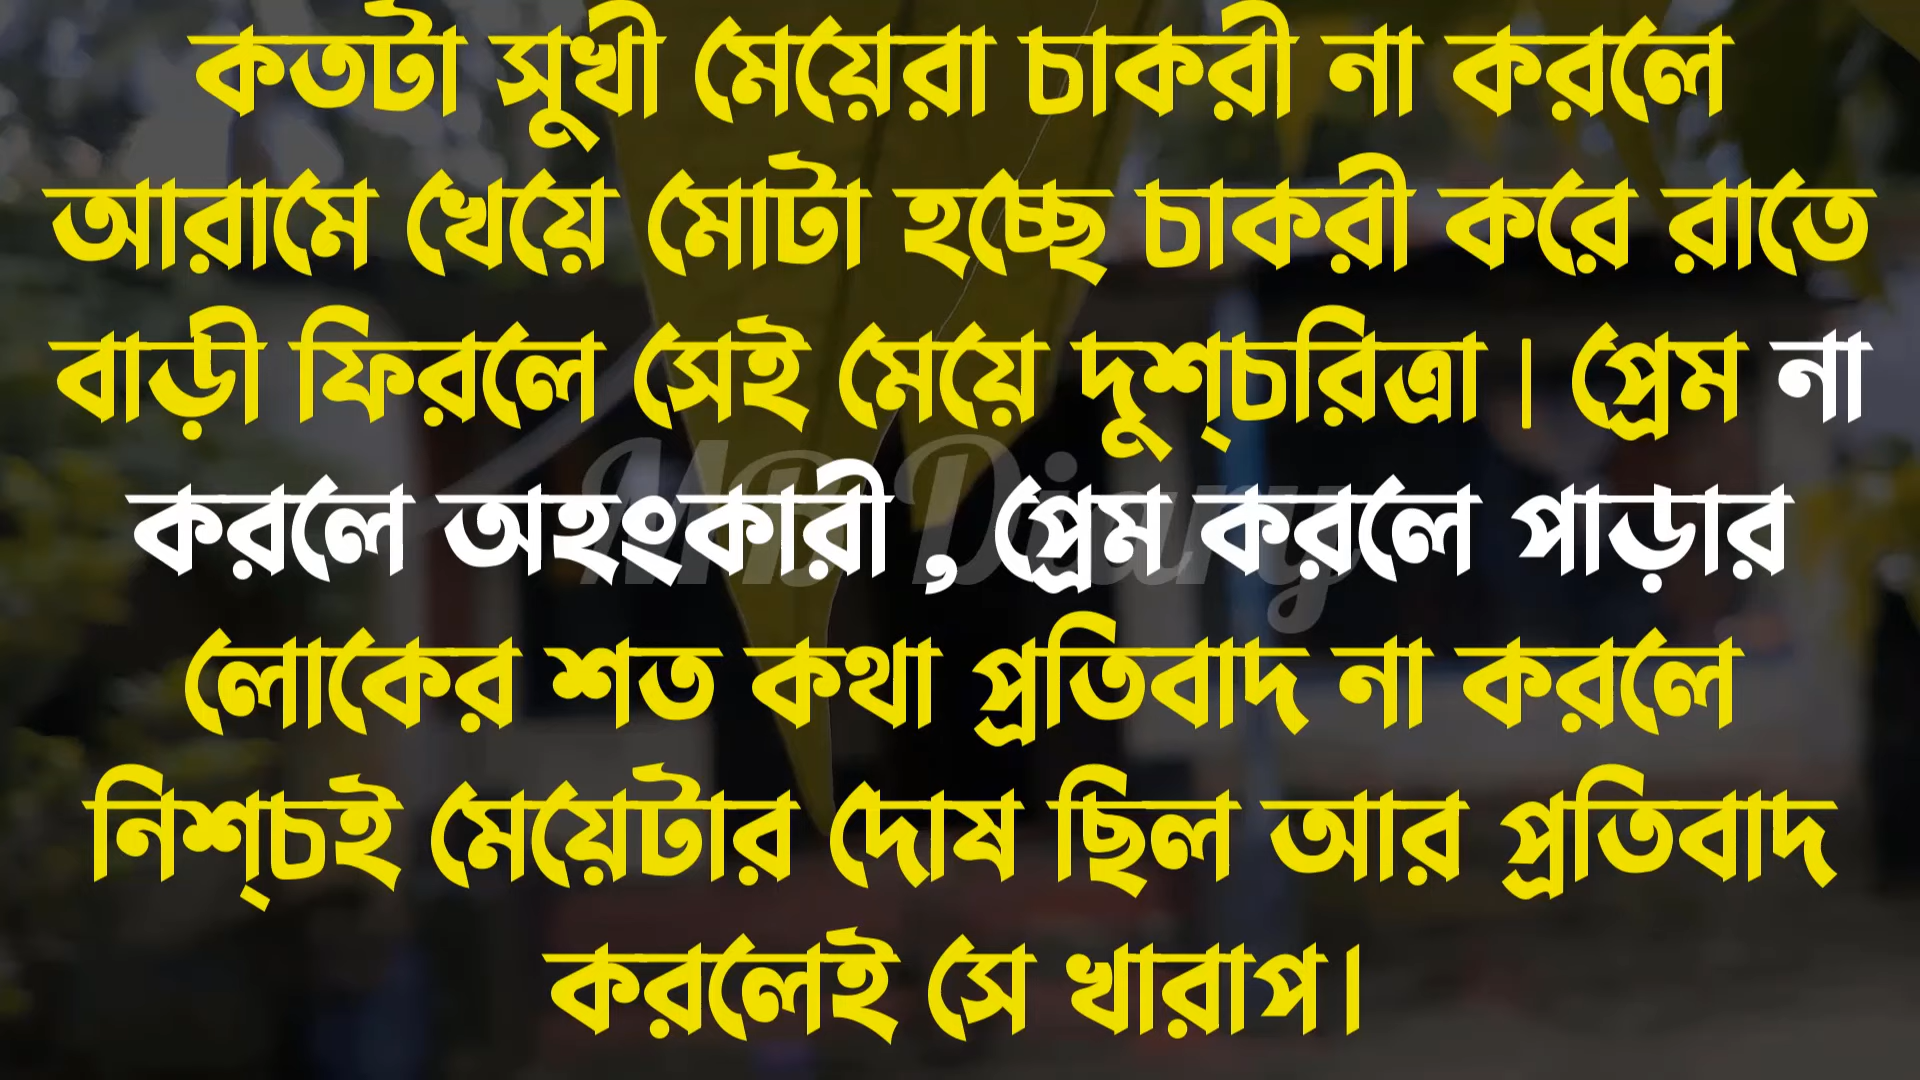 কতটা সুখী মেয়েরা চাকরী না করলে
আরামে খেয়ে মোটা হচ্ছে চাকরী করে রাতে
বাড়ী ফিরলে সেই মেয়ে দুশ্‌চরিত্রা। প্রেম না
করলে অহংকারী , প্রেম করলে পাড়ার
লোকের শত কথা প্রতিবাদ না করলে
নিশ্‌চই মেয়েটার দোষ ছিল আর প্রতিবাদ
করলেই সে খারাপ।
Diary